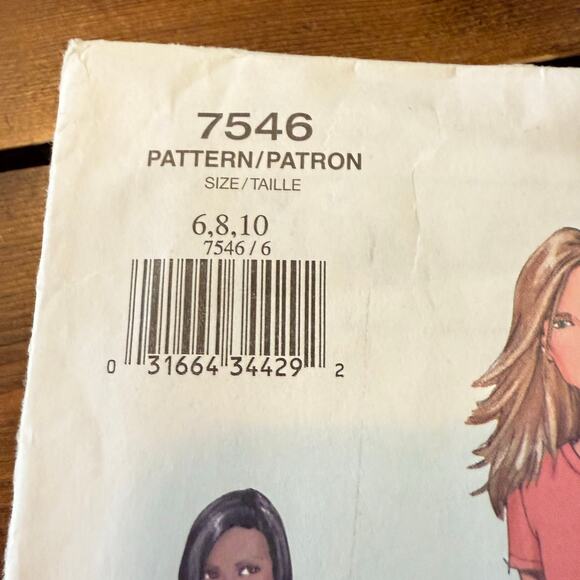 7546
PATTERN/PATRON
SIZE/TAILLE
6,8,10
7546/6
0 31664 34429 2